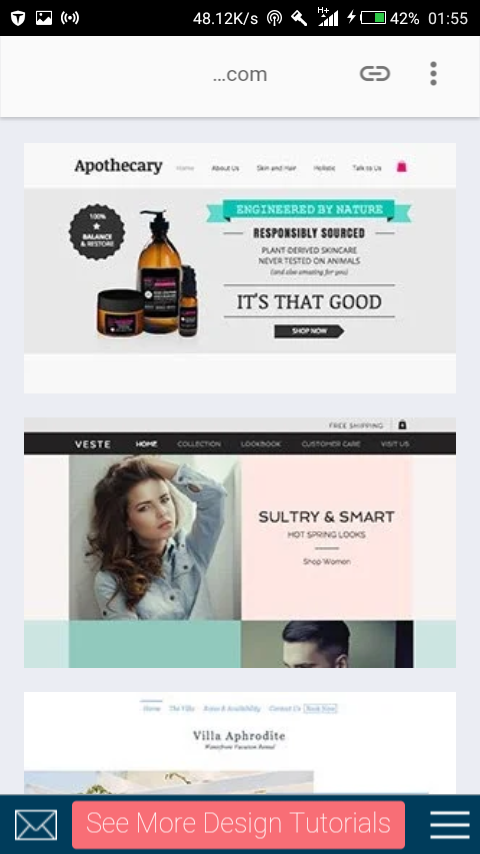 48.12K/s H+ 42% 01:55
...com
Apothecary Home About Us Skin and Hair Holistic Talk to Us
100%
BALANCE
& RESTORE
ENGINEERED BY NATURE
RESPONSIBLY SOURCED
PLANT-DERIVED SKINCARE
NEVER TESTED ON ANIMALS
(and also amazing for you)
IT'S THAT GOOD
SHOP NOW
FREE SHIPPING
VESTE HOME COLLECTION LOOKBOOK CUSTOMER CARE VISIT US
SULTRY & SMART
HOT SPRING LOOKS
Shop Women
Home The Villa Rates & Availability Contact Us Book Now
Villa Aphrodite
Waterfront Vacation Rental
See More Design Tutorials